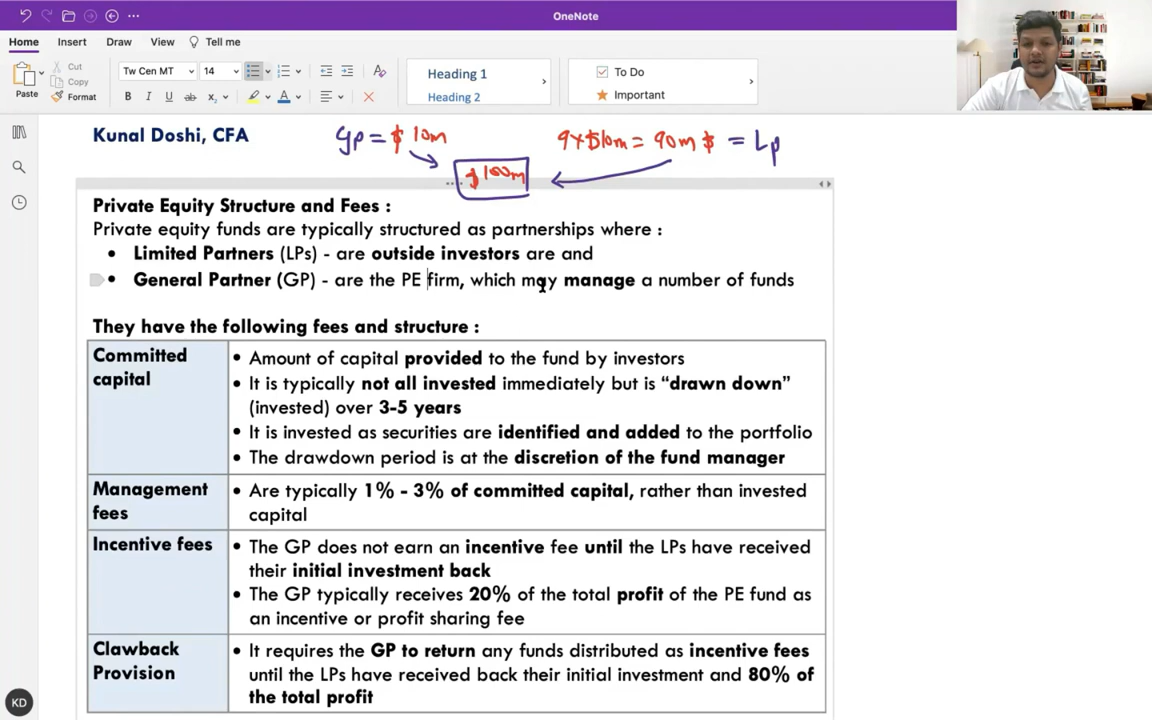 OneNote
Home Insert Draw View Tell me
Paste
Cut
Copy
Format
Tw Cen MT 14
B I U ab x₂ A
Heading 1
Heading 2
To Do
Important
Kunal Doshi, CFA
Gp = $ 10m
9x$10m = 90m $ = Lp
$100m
Private Equity Structure and Fees :
Private equity funds are typically structured as partnerships where :
• Limited Partners (LPs) - are outside investors are and
• General Partner (GP) - are the PE firm, which may manage a number of funds
They have the following fees and structure :
Committed capital
• Amount of capital provided to the fund by investors
• It is typically not all invested immediately but is “drawn down”
(invested) over 3-5 years
• It is invested as securities are identified and added to the portfolio
• The drawdown period is at the discretion of the fund manager
Management fees
• Are typically 1% - 3% of committed capital, rather than invested
capital
Incentive fees
• The GP does not earn an incentive fee until the LPs have received
their initial investment back
• The GP typically receives 20% of the total profit of the PE fund as
an incentive or profit sharing fee
Clawback Provision
• It requires the GP to return any funds distributed as incentive fees
until the LPs have received back their initial investment and 80% of
the total profit
KD